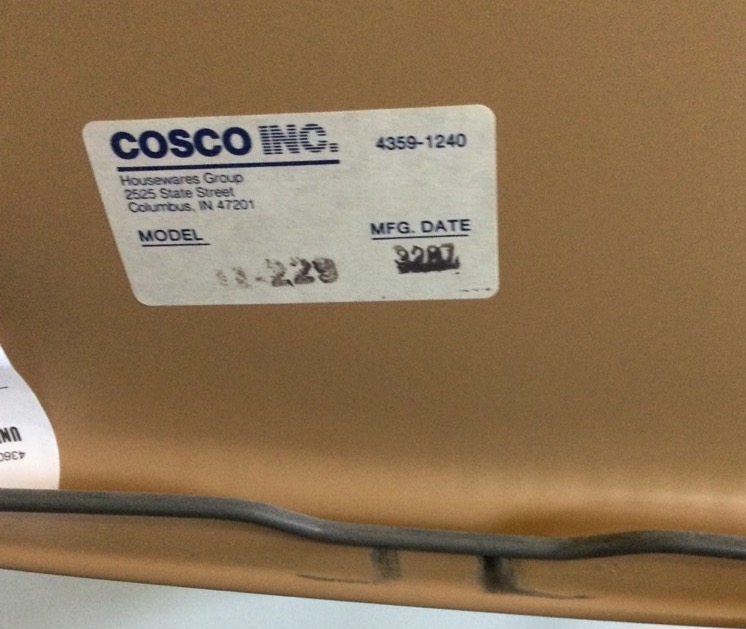 COSCO INC.
4359-1240
Housewares Group
2525 State Street
Columbus, IN 47201
MODEL
MFG. DATE